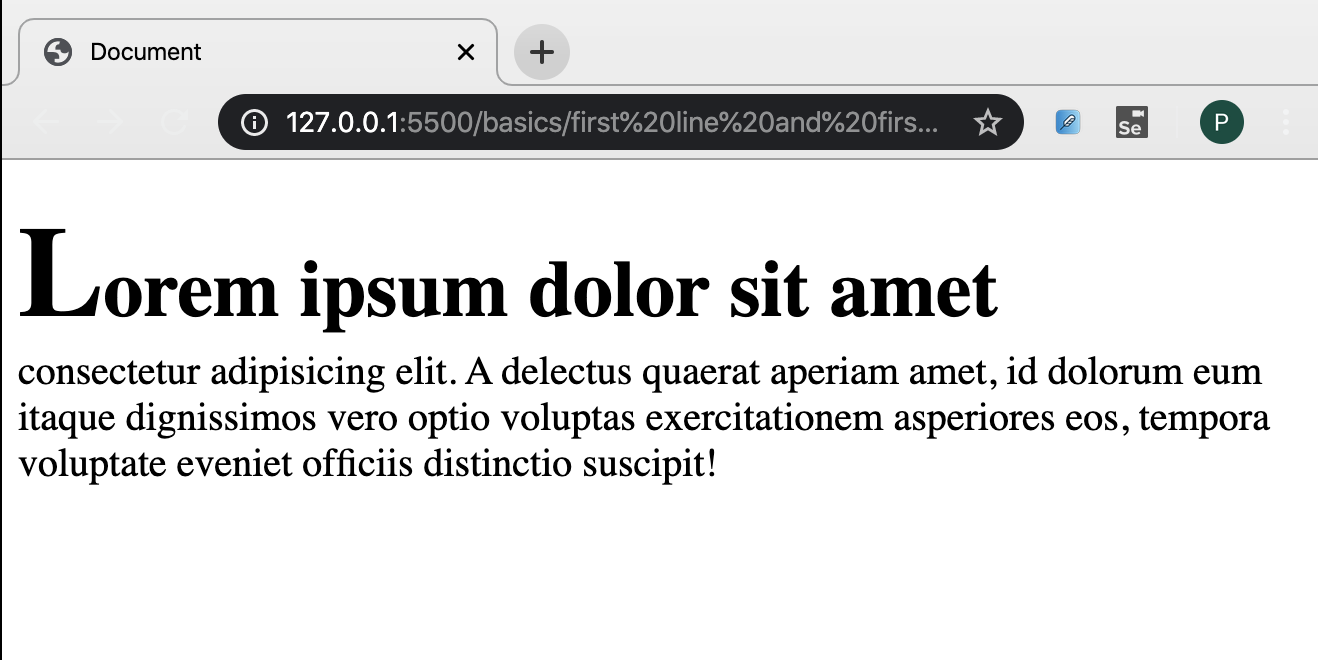 Document
127.0.0.1:5500/basics/first%20line%20and%20firs...
Se
P
Lorem ipsum dolor sit amet
consectetur adipisicing elit. A delectus quaerat aperiam amet, id dolorum eum
itaque dignissimos vero optio voluptas exercitationem asperiores eos, tempora
voluptate eveniet officiis distinctio suscipit!